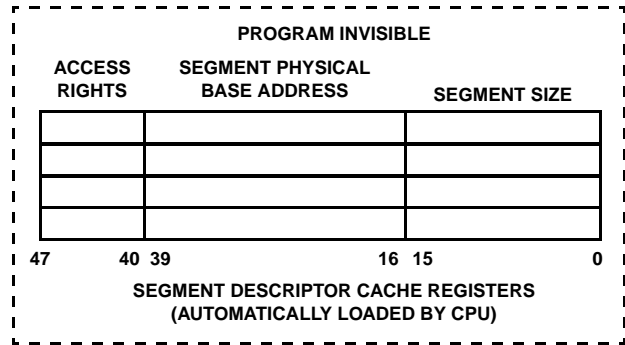 PROGRAM INVISIBLE
ACCESS RIGHTS
SEGMENT PHYSICAL BASE ADDRESS
SEGMENT SIZE
47 40 39 16 15 0
SEGMENT DESCRIPTOR CACHE REGISTERS
(AUTOMATICALLY LOADED BY CPU)